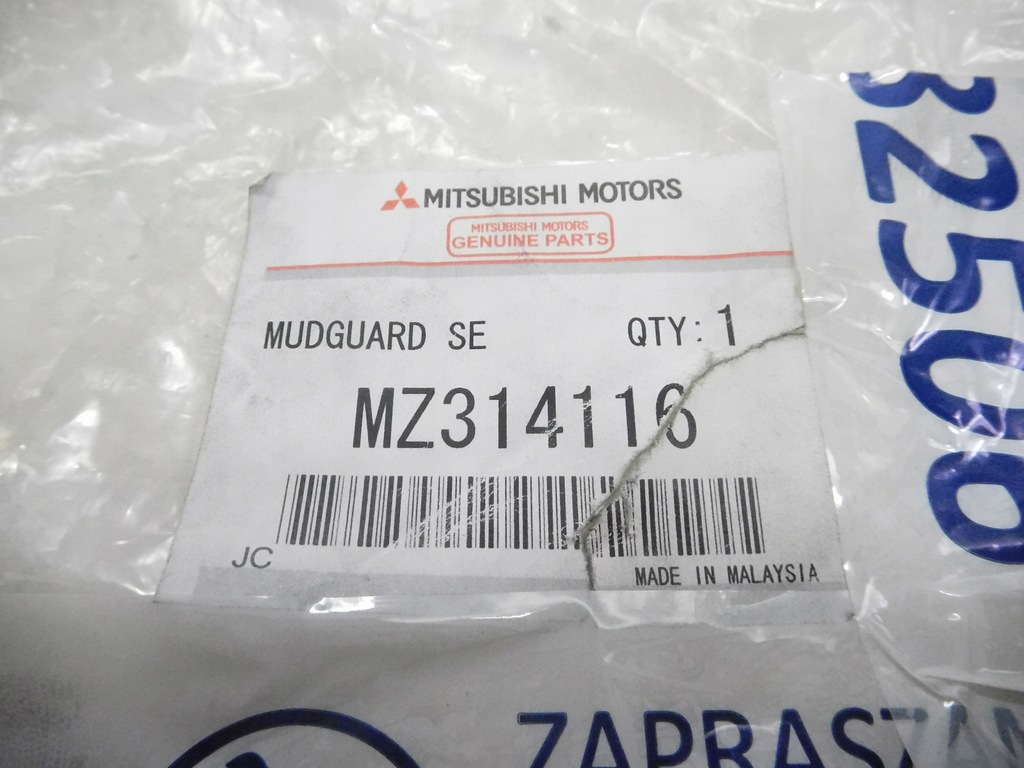 MITSUBISHI MOTORS
MITSUBISHI MOTORS
GENUINE PARTS
MUDGUARD SE QTY: 1
MZ314116
JC
MADE IN MALAYSIA